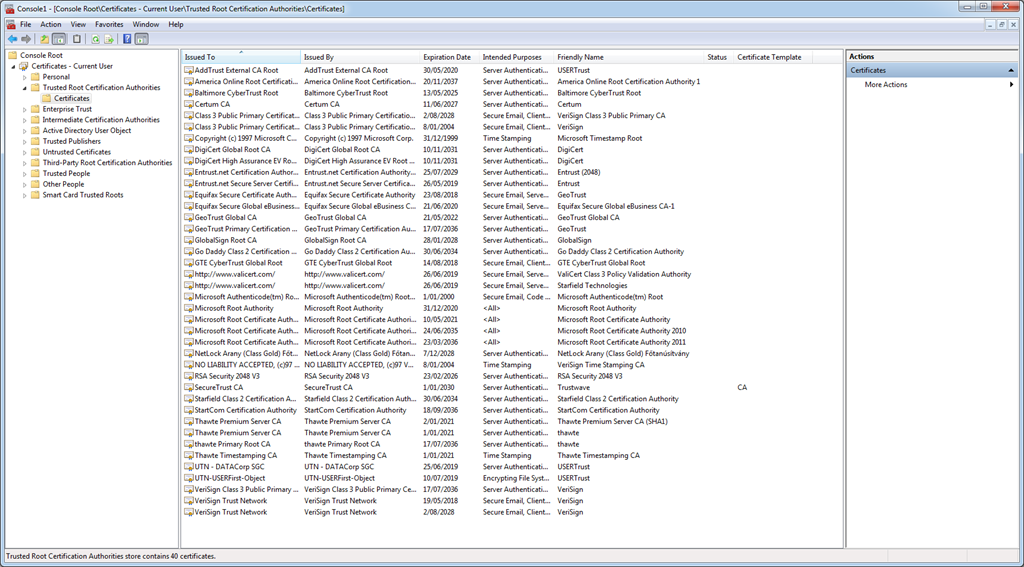 Console1 - [Console Root\Certificates - Current User\Trusted Root Certification Authorities\Certificates]
File Action View Favorites Window Help
Console Root
Certificates - Current User
Personal
Trusted Root Certification Authorities
Certificates
Enterprise Trust
Intermediate Certification Authorities
Active Directory User Object
Trusted Publishers
Untrusted Certificates
Third-Party Root Certification Authorities
Trusted People
Other People
Smart Card Trusted Roots
Issued To Issued By Expiration Date Intended Purposes Friendly Name Status Certificate Template
AddTrust External CA Root AddTrust External CA Root 30/05/2020 Server Authenticati... USERTrust
America Online Root Certification... America Online Root Certification... 20/11/2037 Server Authenticati... America Online Root Certification Authority 1
Baltimore CyberTrust Root Baltimore CyberTrust Root 13/05/2025 Server Authenticati... Baltimore CyberTrust Root
Certum CA Certum CA 11/06/2027 Server Authenticati... Certum
Class 3 Public Primary Certificat... Class 3 Public Primary Certificatio... 2/08/2028 Secure Email, Client... VeriSign Class 3 Public Primary CA
Class 3 Public Primary Certificat... Class 3 Public Primary Certificatio... 8/01/2004 Secure Email, Client... VeriSign
Copyright (c) 1997 Microsoft C... Copyright (c) 1997 Microsoft Corp. 31/12/1999 Time Stamping Microsoft Timestamp Root
DigiCert Global Root CA DigiCert Global Root CA 10/11/2031 Server Authenticati... DigiCert
DigiCert High Assurance EV Ro... DigiCert High Assurance EV Root ... 10/11/2031 Server Authenticati... DigiCert
Entrust.net Certification Author... Entrust.net Certification Authority... 25/07/2029 Server Authenticati... Entrust (2048)
Entrust.net Secure Server Certifi... Entrust.net Secure Server Certifica... 26/05/2019 Server Authenticati... Entrust
Equifax Secure Certificate Auth... Equifax Secure Certificate Authority 23/08/2018 Secure Email, Serve... GeoTrust
Equifax Secure Global eBusiness... Equifax Secure Global eBusiness C... 21/06/2020 Secure Email, Serve... Equifax Secure Global eBusiness CA-1
GeoTrust Global CA GeoTrust Global CA 21/05/2022 Server Authenticati... GeoTrust Global CA
GeoTrust Primary Certification ... GeoTrust Primary Certification Au... 17/07/2036 Server Authenticati... GeoTrust
GlobalSign Root CA GlobalSign Root CA 28/01/2028 Server Authenticati... GlobalSign
Go Daddy Class 2 Certification ... Go Daddy Class 2 Certification Au... 30/06/2034 Server Authenticati... Go Daddy Class 2 Certification Authority
GTE CyberTrust Global Root GTE CyberTrust Global Root 14/08/2018 Secure Email, Client... GTE CyberTrust Global Root
http://www.valicert.com/ http://www.valicert.com/ 26/06/2019 Secure Email, Serve... ValiCert Class 3 Policy Validation Authority
http://www.valicert.com/ http://www.valicert.com/ 26/06/2019 Server Authenticati... Starfield Technologies
Microsoft Authenticode(tm) Ro... Microsoft Authenticode(tm) Root... 1/01/2000 Secure Email, Code ... Microsoft Authenticode(tm) Root
Microsoft Root Authority Microsoft Root Authority 31/12/2020 <All> Microsoft Root Authority
Microsoft Root Certificate Auth... Microsoft Root Certificate Authori... 10/05/2021 <All> Microsoft Root Certificate Authority
Microsoft Root Certificate Auth... Microsoft Root Certificate Authori... 24/06/2035 <All> Microsoft Root Certificate Authority 2010
Microsoft Root Certificate Auth... Microsoft Root Certificate Authori... 23/03/2036 <All> Microsoft Root Certificate Authority 2011
NetLock Arany (Class Gold) Főt... NetLock Arany (Class Gold) Főtan... 7/12/2028 Server Authenticati... NetLock Arany (Class Gold) Főtanúsítvány
NO LIABILITY ACCEPTED, (c)97 ... NO LIABILITY ACCEPTED, (c)97 V... 8/01/2004 Time Stamping VeriSign Time Stamping CA
RSA Security 2048 V3 RSA Security 2048 V3 23/02/2026 Server Authenticati... RSA Security 2048 V3
SecureTrust CA SecureTrust CA 1/01/2030 Server Authenticati... Trustwave CA
Starfield Class 2 Certification A... Starfield Class 2 Certification Auth... 30/06/2034 Server Authenticati... Starfield Class 2 Certification Authority
StartCom Certification Authority StartCom Certification Authority 18/09/2036 Server Authenticati... StartCom Certification Authority
Thawte Premium Server CA Thawte Premium Server CA 2/01/2021 Server Authenticati... Thawte Premium Server CA (SHA1)
Thawte Premium Server CA Thawte Premium Server CA 1/01/2021 Server Authenticati... thawte
thawte Primary Root CA thawte Primary Root CA 17/07/2036 Server Authenticati... thawte
Thawte Timestamping CA Thawte Timestamping CA 1/01/2021 Time Stamping Thawte Timestamping CA
UTN - DATACorp SGC UTN - DATACorp SGC 25/06/2019 Server Authenticati... USERTrust
UTN-USERFirst-Object UTN-USERFirst-Object 10/07/2019 Encrypting File Syst... USERTrust
VeriSign Class 3 Public Primary ... VeriSign Class 3 Public Primary Ce... 17/07/2036 Server Authenticati... VeriSign
VeriSign Trust Network VeriSign Trust Network 19/05/2018 Secure Email, Client... VeriSign
VeriSign Trust Network VeriSign Trust Network 2/08/2028 Secure Email, Client... VeriSign
Actions
Certificates
More Actions
Trusted Root Certification Authorities store contains 40 certificates.